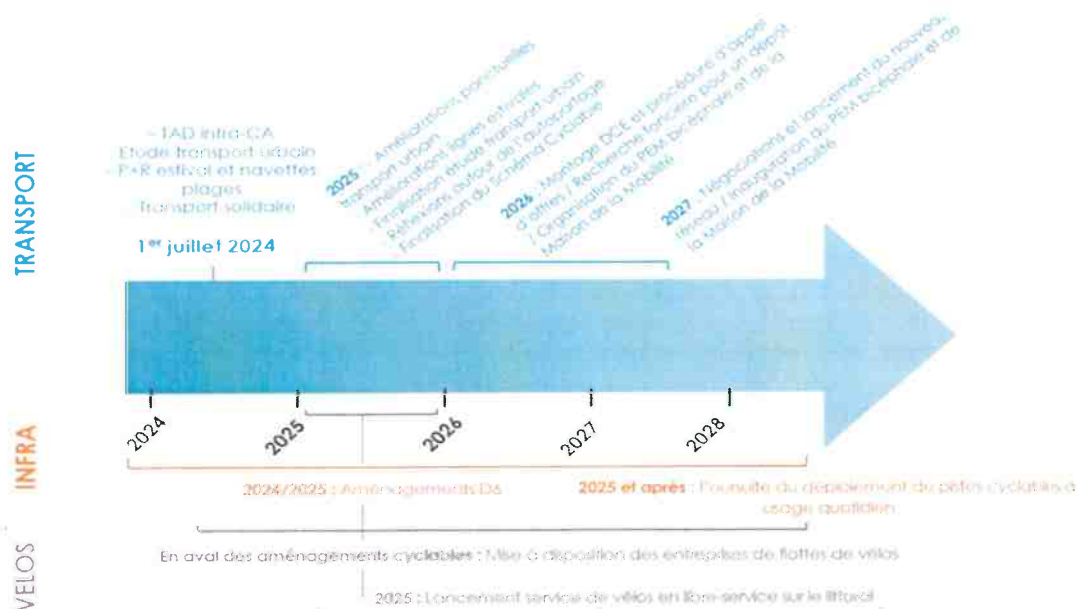 TRANSPORT
- TAD infra-CA
Etude transport urbain
- P+R estival et navettes
plages
- Transport solidaire
1er juillet 2024
2025 : - Améliorations ponctuelles
transport urbain
- Améliorations lignes estivales
- Finalisation étude transport urbain
- Réflexions autour de l'autopartage
- Finalisation du Schéma Cyclable
2026 : Montage DCE et procédure d'appel
d'offres / Recherche foncière pour un dépôt
/ Organisation du PEM bicéphale et de la
Maison de la Mobilité
2027 : Négociations et lancement du nouveau
réseau / Inauguration du PEM bicéphale et de
la Maison de la Mobilité
2024
2025
2026
2027
2028
INFRA
2024/2025 : Aménagements D6
2025 et après : Poursuite du déploiement de pistes cyclables à
usage quotidien
VELOS
En aval des aménagements cyclables : Mise à disposition des entreprises de flottes de vélos
2025 : Lancement service de vélos en libre-service sur le littoral